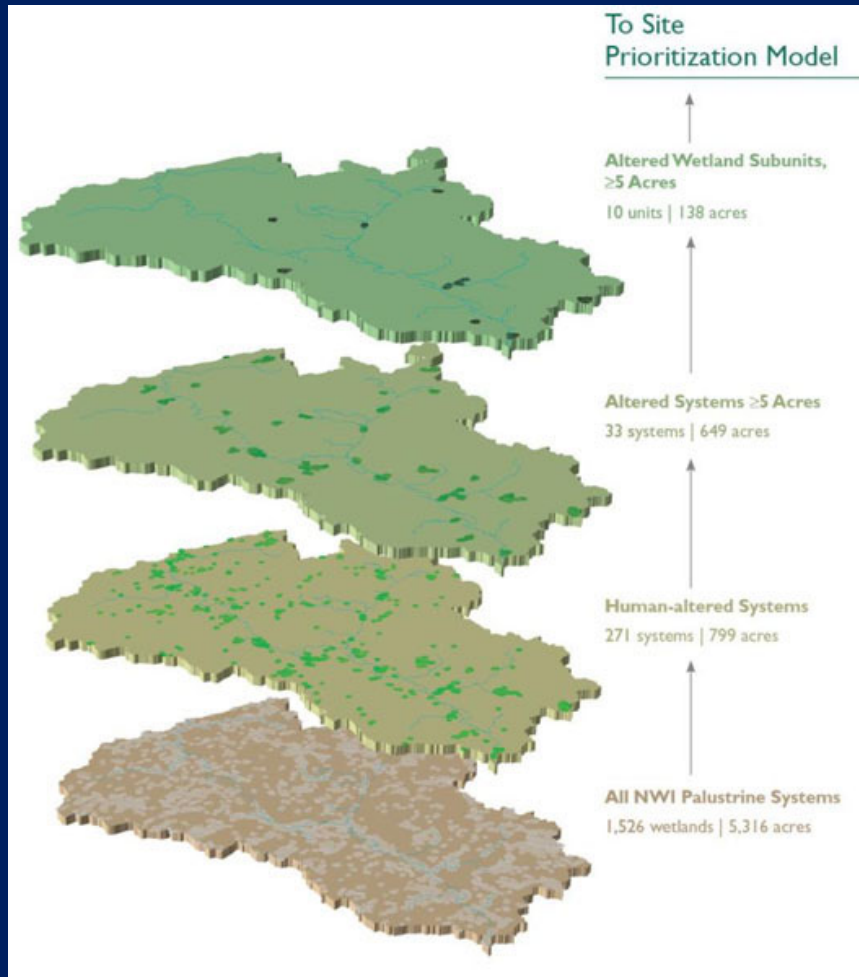 To Site
Prioritization Model
Altered Wetland Subunits,
≥5 Acres
10 units | 138 acres
Altered Systems ≥5 Acres
33 systems | 649 acres
Human-altered Systems
271 systems | 799 acres
All NWI Palustrine Systems
1,526 wetlands | 5,316 acres